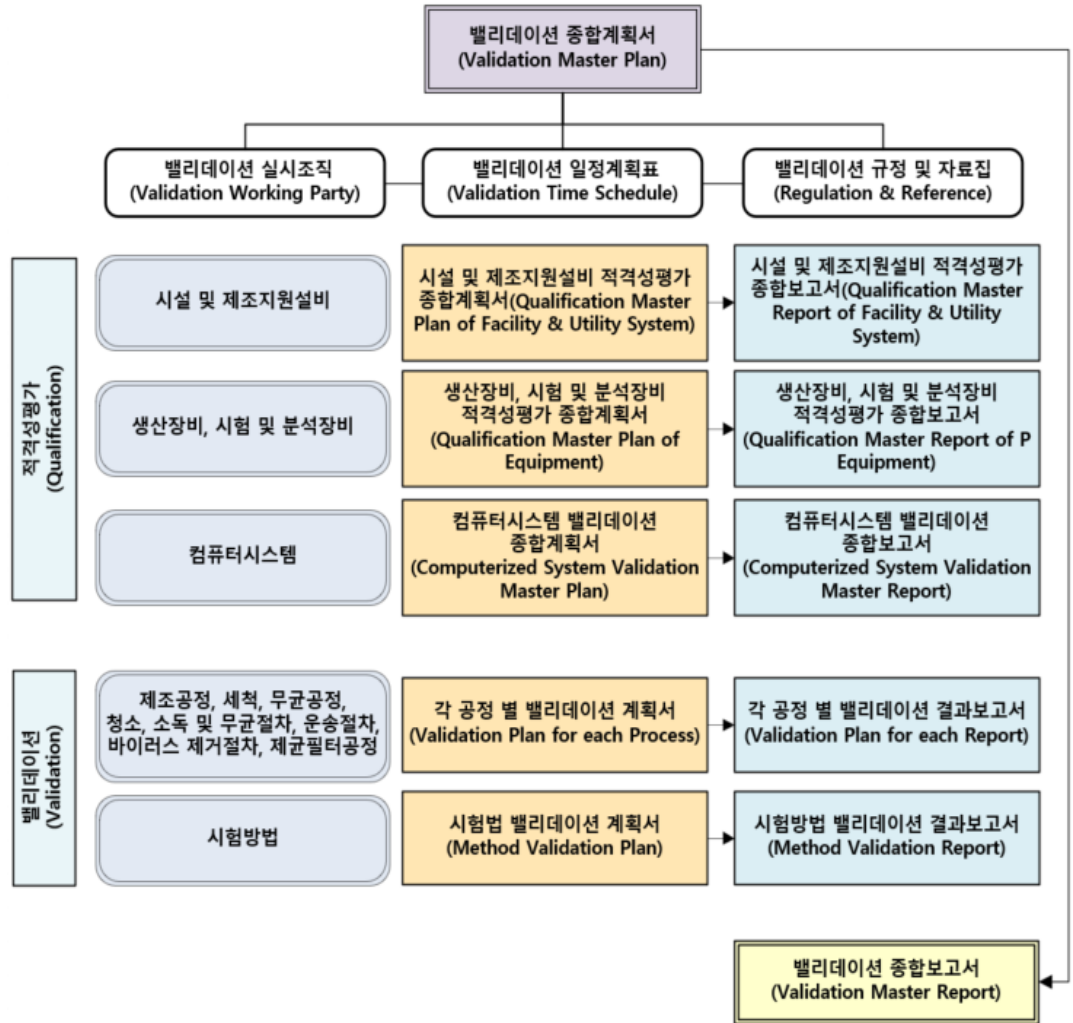 밸리데이션 종합계획서
(Validation Master Plan)
밸리데이션 실시조직
(Validation Working Party)
밸리데이션 일정계획표
(Validation Time Schedule)
밸리데이션 규정 및 자료집
(Regulation & Reference)
적격성평가
(Qualification)
시설 및 제조지원설비
시설 및 제조지원설비 적격성평가
종합계획서(Qualification Master
Plan of Facility & Utility System)
시설 및 제조지원설비 적격성평가
종합보고서(Qualification Master
Report of Facility & Utility
System)
생산장비, 시험 및 분석장비
생산장비, 시험 및 분석장비
적격성평가 종합계획서
(Qualification Master Plan of
Equipment)
생산장비, 시험 및 분석장비
적격성평가 종합보고서
(Qualification Master Report of P
Equipment)
컴퓨터시스템
컴퓨터시스템 밸리데이션
종합계획서
(Computerized System Validation
Master Plan)
컴퓨터시스템 밸리데이션
종합보고서
(Computerized System Validation
Master Report)
밸리데이션
(Validation)
제조공정, 세척, 무균공정,
청소, 소독 및 무균절차, 운송절차,
바이러스 제거절차, 제균필터공정
각 공정 별 밸리데이션 계획서
(Validation Plan for each Process)
각 공정 별 밸리데이션 결과보고서
(Validation Plan for each Report)
시험방법
시험법 밸리데이션 계획서
(Method Validation Plan)
시험방법 밸리데이션 결과보고서
(Method Validation Report)
밸리데이션 종합보고서
(Validation Master Report)